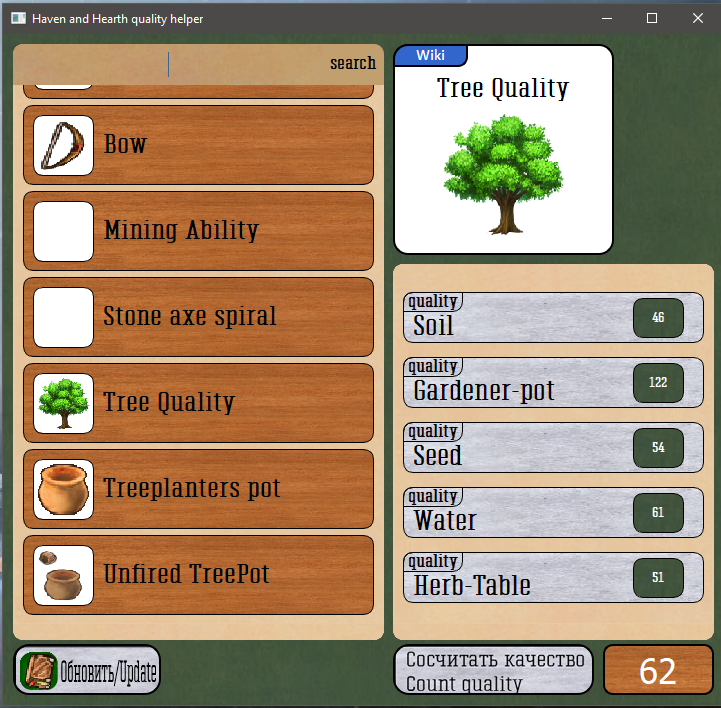 Haven and Hearth quality helper
search
Bow
Mining Ability
Stone axe spiral
Tree Quality
Treeplanters pot
Unfired TreePot
Обновить/Update
Wiki
Tree Quality
quality
Soil
46
quality
Gardener-pot
122
quality
Seed
54
quality
Water
61
quality
Herb-Table
51
Сосчитать качество
Count quality
62